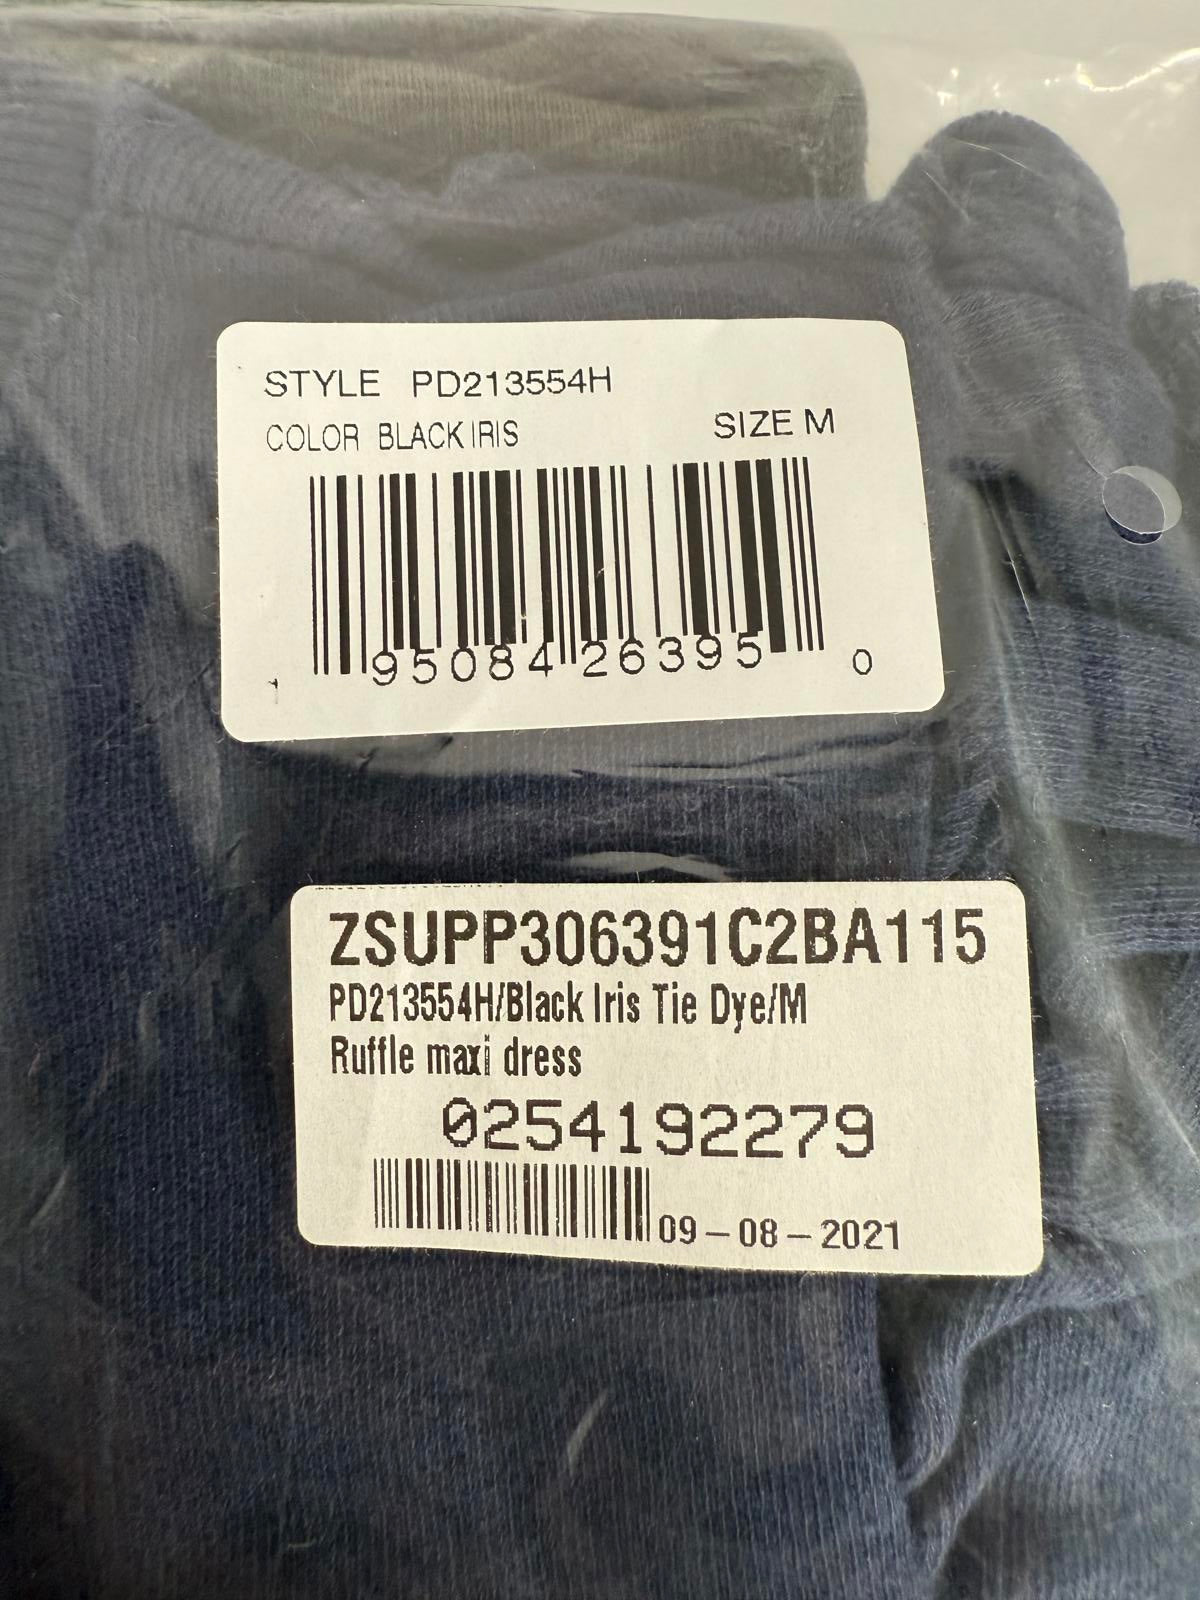 STYLE PD213554H
COLOR BLACK IRIS
SIZE M
95084 26395 0
ZSUPP306391C2BA115
PD213554H/Black Iris Tie Dye/M
Ruffle maxi dress
0254192279
09-08-2021